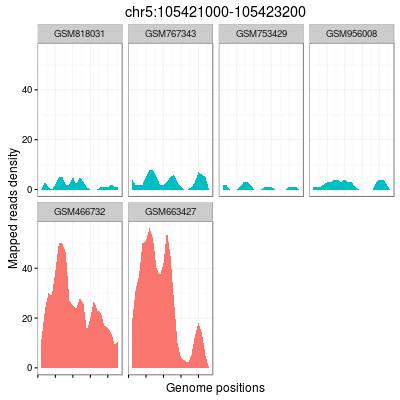 chr5:105421000-105423200
GSM818031 GSM767343 GSM753429 GSM956008
40
20
0
GSM466732 GSM663427
40
20
0
Mapped reads density
Genome positions